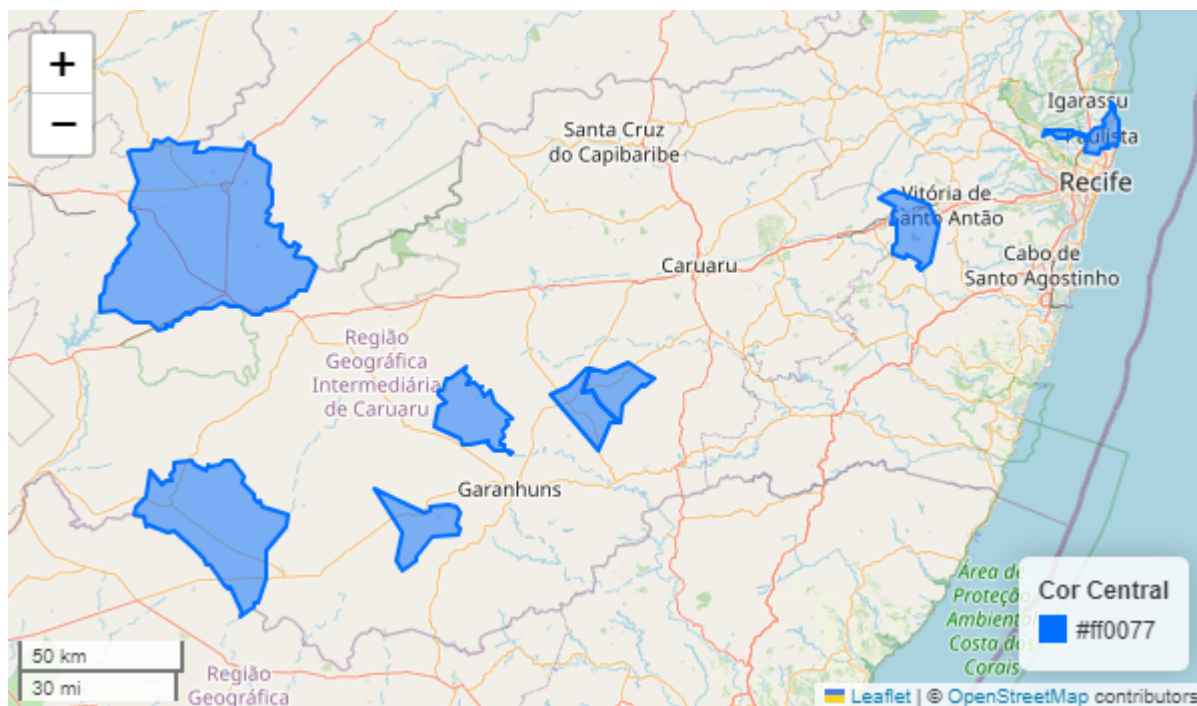 +
−
Igarassu
Santa Cruz
do Capibaribe
Paulista
Recife
Vitória de
Santo Antão
Caruaru
Cabo de
Santo Agostinho
Região
Geográfica
Intermediária
de Caruaru
Garanhuns
Área de
Proteção
Ambiental
Costa dos
Corais
Cor Central
#ff0077
50 km
30 mi
Região
Geográfica
Leaflet | © OpenStreetMap contributors